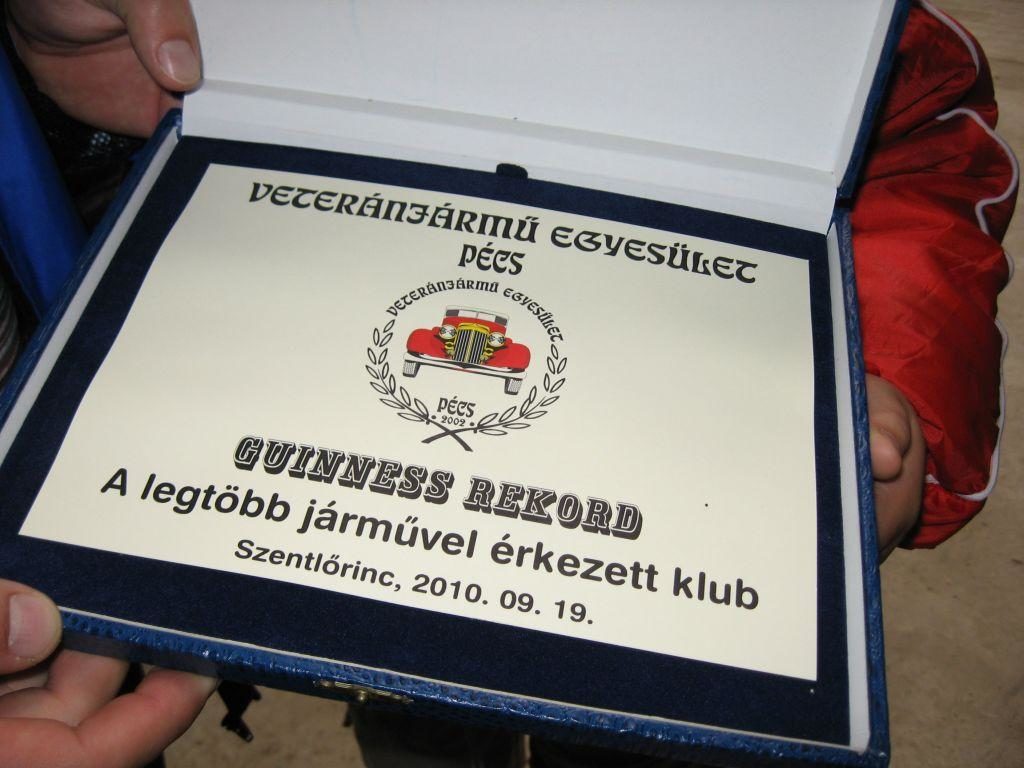 VETERÁNJÁRMŰ EGYESÜLET
PÉCS
VETERÁNJÁRMŰ EGYESÜLET
PÉCS
• 2002 •
GUINNESS REKORD
A legtöbb járművel érkezett klub
Szentlőrinc, 2010. 09. 19.